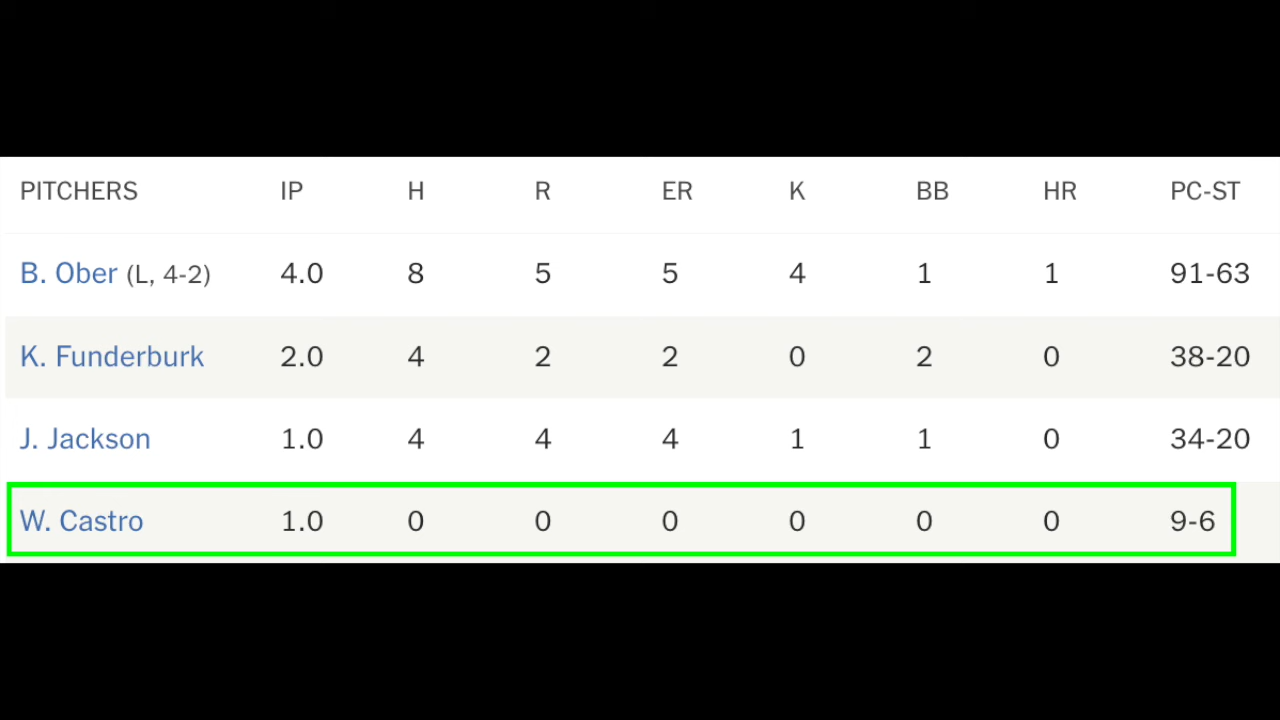 PITCHERS IP H R ER K BB HR PC-ST
B. Ober (L, 4-2) 4.0 8 5 5 4 1 1 91-63
K. Funderburk 2.0 4 2 2 0 2 0 38-20
J. Jackson 1.0 4 4 4 1 1 0 34-20
W. Castro 1.0 0 0 0 0 0 0 9-6